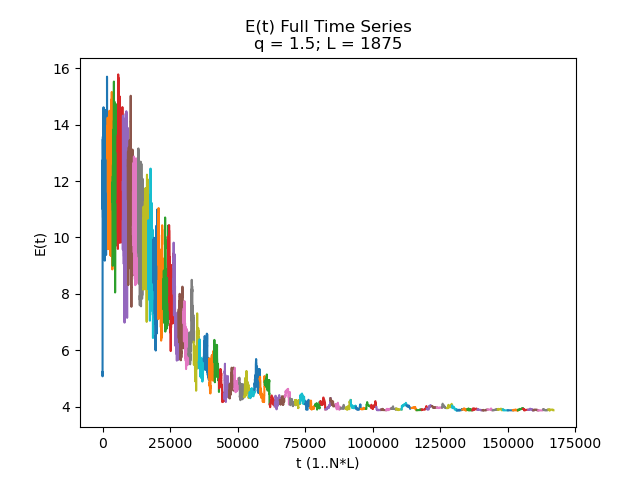 E(t) Full Time Series
q = 1.5; L = 1875
16
14
12
10
8
6
4
E(t)
0 25000 50000 75000 100000 125000 150000 175000
t (1..N*L)